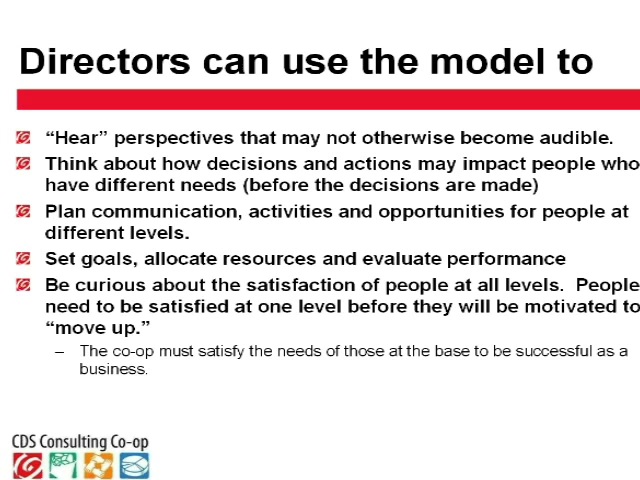 Directors can use the model to
“Hear” perspectives that may not otherwise become audible.
Think about how decisions and actions may impact people who
have different needs (before the decisions are made)
Plan communication, activities and opportunities for people at
different levels.
Set goals, allocate resources and evaluate performance
Be curious about the satisfaction of people at all levels.  People
need to be satisfied at one level before they will be motivated to
“move up.”
– The co-op must satisfy the needs of those at the base to be successful as a
business.
CDS Consulting Co-op